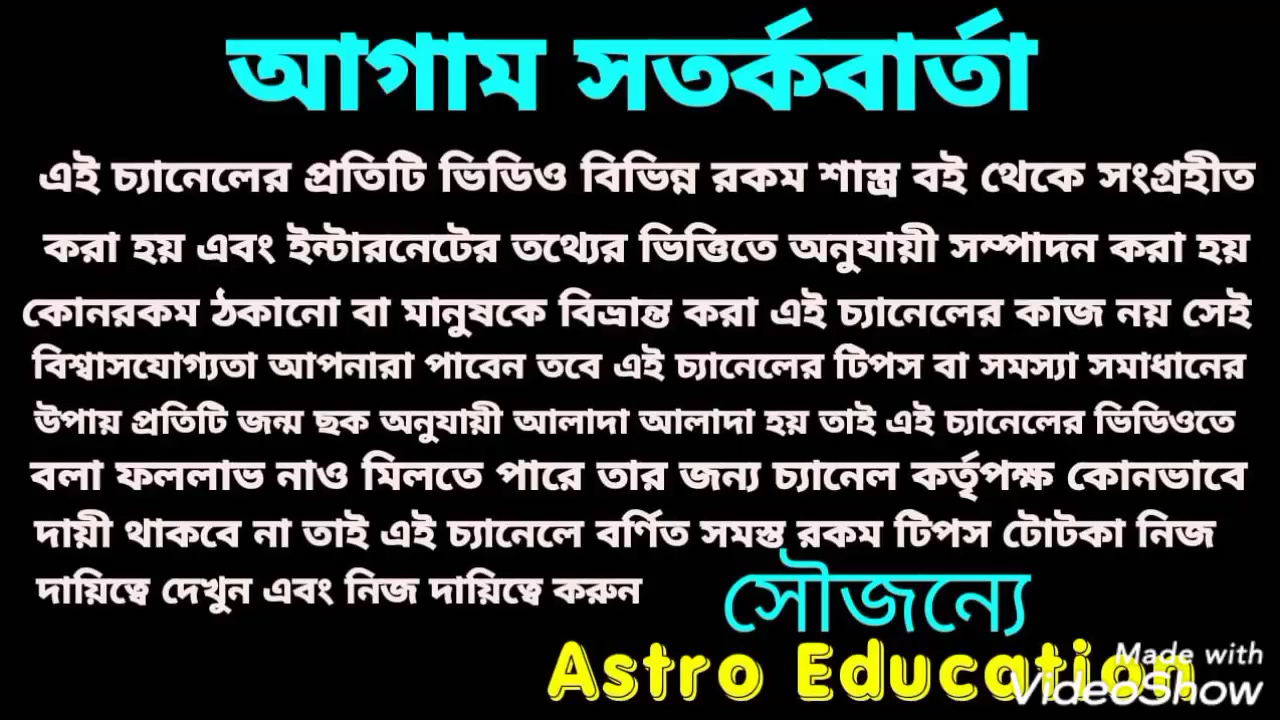 আগাম সতর্কবার্তা
এই চ্যানেলের প্রতিটি ভিডিও বিভিন্ন রকম শাস্ত্র বই থেকে সংগ্রহীত
করা হয় এবং ইন্টারনেটের তথ্যের ভিত্তিতে অনুযায়ী সম্পাদন করা হয়
কোনরকম ঠকানো বা মানুষকে বিভ্রান্ত করা এই চ্যানেলের কাজ নয় সেই
বিশ্বাসযোগ্যতা আপনারা পাবেন তবে এই চ্যানেলের টিপস বা সমস্যা সমাধানের
উপায় প্রতিটি জন্ম ছক অনুযায়ী আলাদা আলাদা হয় তাই এই চ্যানেলের ভিডিওতে
বলা ফললাভ নাও মিলতে পারে তার জন্য চ্যানেল কর্তৃপক্ষ কোনভাবে
দায়ী থাকবে না তাই এই চ্যানেলে বর্ণিত সমস্ত রকম টিপস টোটকা নিজ
দায়িত্বে দেখুন এবং নিজ দায়িত্বে করুন
সৌজন্যে
Astro Education
Made with
VideoShow